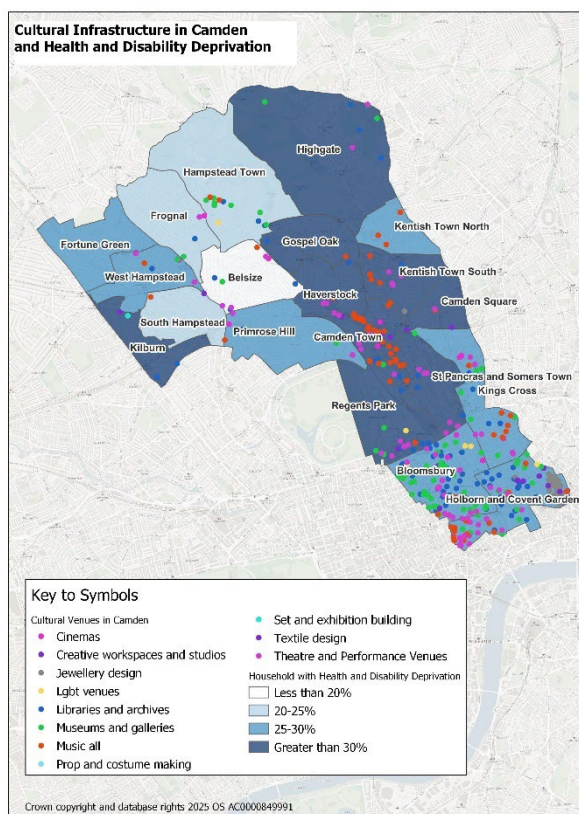 Cultural Infrastructure in Camden
and Health and Disability Deprivation
Highgate
Hampstead Town
Frognal
Kentish Town North
Fortune Green
Gospel Oak
Kentish Town South
West Hampstead
Belsize
Haverstock
Camden Square
South Hampstead
Primrose Hill
Camden Town
Kilburn
St Pancras and Somers Town
Kings Cross
Regents Park
Bloomsbury
Holborn and Covent Garden
Key to Symbols
Cultural Venues in Camden
Cinemas
Creative workspaces and studios
Jewellery design
Lgbt venues
Libraries and archives
Museums and galleries
Music all
Prop and costume making
Set and exhibition building
Textile design
Theatre and Performance Venues
Household with Health and Disability Deprivation
Less than 20%
20-25%
25-30%
Greater than 30%
Crown copyright and database rights 2025 OS AC0000849991